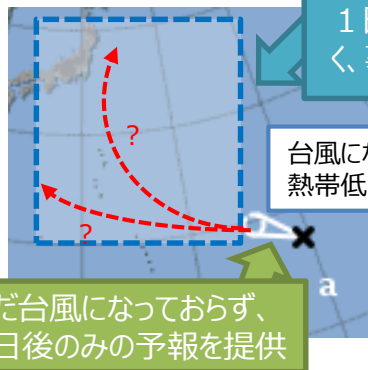 1日
く、
?
台風にな
熱帯低
?
a
だ台風になっておらず、
日後のみの予報を提供